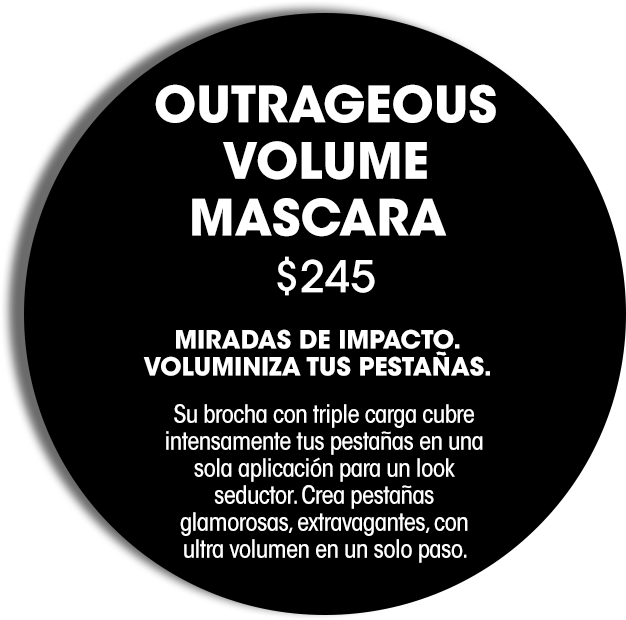 OUTRAGEOUS
VOLUME
MASCARA
$245
MIRADAS DE IMPACTO.
VOLUMINIZA TUS PESTAÑAS.
Su brocha con triple carga cubre
intensamente tus pestañas en una
sola aplicación para un look
seductor. Crea pestañas
glamorosas, extravagantes, con
ultra volumen en un solo paso.